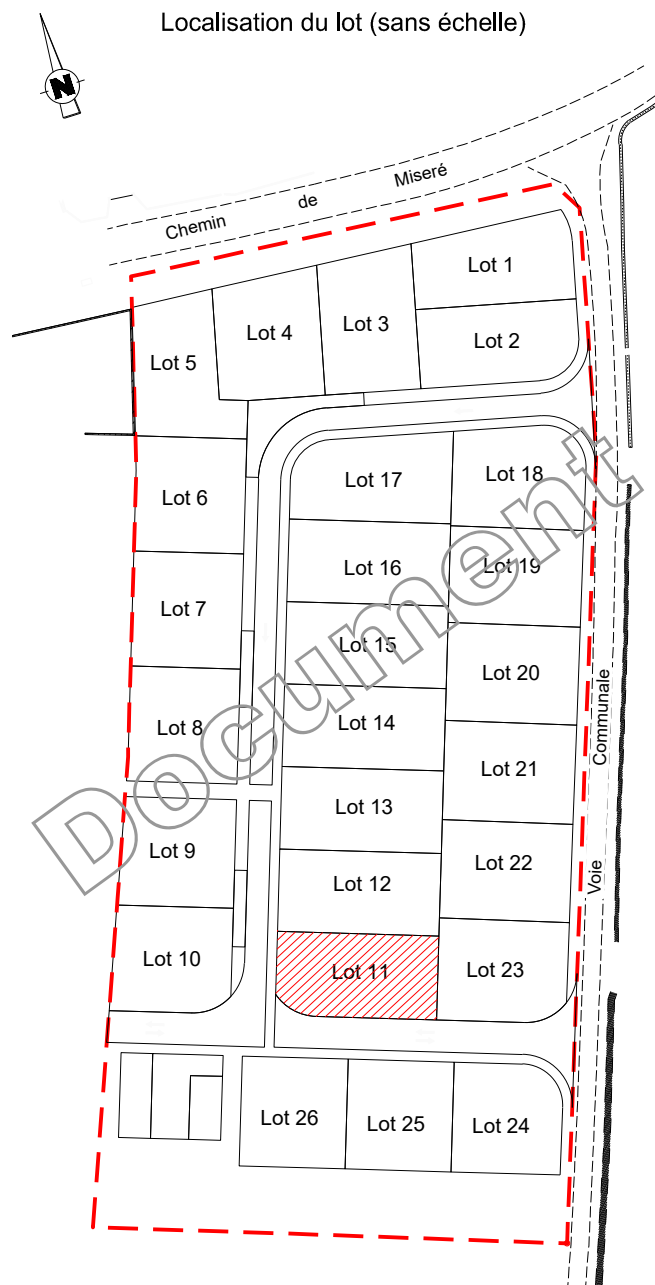 Localisation du lot (sans échelle)
N
Chemin de Miseré
Lot 1
Lot 2
Lot 3
Lot 4
Lot 5
Lot 6
Lot 7
Lot 8
Lot 9
Lot 10
Lot 17
Lot 18
Lot 16
Lot 19
Lot 15
Lot 20
Lot 14
Lot 21
Lot 13
Lot 22
Lot 12
Lot 11
Lot 23
Lot 26
Lot 25
Lot 24
Voie Communale
Document